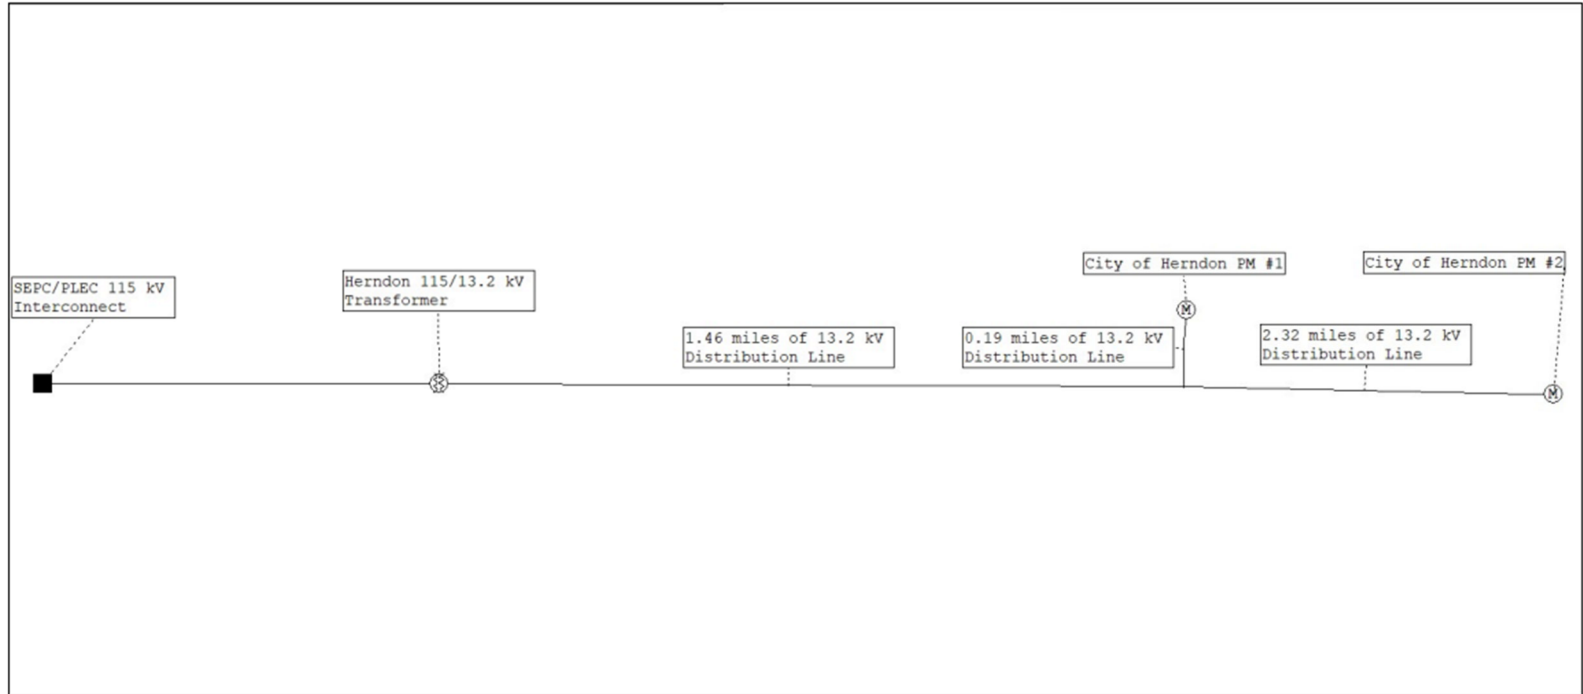 SEPC/PLEC 115 kV
Interconnect
Herndon 115/13.2 kV
Transformer
1.46 miles of 13.2 kV
Distribution Line
0.19 miles of 13.2 kV
Distribution Line
City of Herndon PM #1
M
2.32 miles of 13.2 kV
Distribution Line
City of Herndon PM #2
M